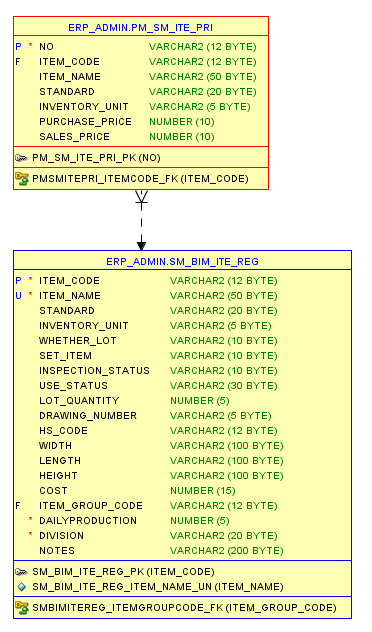 ERP_ADMIN.PM_SM_ITE_PRI
P * NO VARCHAR2 (12 BYTE)
F ITEM_CODE VARCHAR2 (12 BYTE)
ITEM_NAME VARCHAR2 (50 BYTE)
STANDARD VARCHAR2 (20 BYTE)
INVENTORY_UNIT VARCHAR2 (5 BYTE)
PURCHASE_PRICE NUMBER (10)
SALES_PRICE NUMBER (10)
PM_SM_ITE_PRI_PK (NO)
PMSMITEPRI_ITEMCODE_FK (ITEM_CODE)
ERP_ADMIN.SM_BIM_ITE_REG
P * ITEM_CODE VARCHAR2 (12 BYTE)
U * ITEM_NAME VARCHAR2 (50 BYTE)
STANDARD VARCHAR2 (20 BYTE)
INVENTORY_UNIT VARCHAR2 (5 BYTE)
WHETHER_LOT VARCHAR2 (10 BYTE)
SET_ITEM VARCHAR2 (10 BYTE)
INSPECTION_STATUS VARCHAR2 (10 BYTE)
USE_STATUS VARCHAR2 (30 BYTE)
LOT_QUANTITY NUMBER (5)
DRAWING_NUMBER VARCHAR2 (5 BYTE)
HS_CODE VARCHAR2 (12 BYTE)
WIDTH VARCHAR2 (100 BYTE)
LENGTH VARCHAR2 (100 BYTE)
HEIGHT VARCHAR2 (100 BYTE)
COST NUMBER (15)
F ITEM_GROUP_CODE VARCHAR2 (12 BYTE)
* DAILYPRODUCTION NUMBER (5)
* DIVISION VARCHAR2 (20 BYTE)
NOTES VARCHAR2 (200 BYTE)
SM_BIM_ITE_REG_PK (ITEM_CODE)
SM_BIM_ITE_REG_ITEM_NAME_UN (ITEM_NAME)
SMBIMITEREG_ITEMGROUPCODE_FK (ITEM_GROUP_CODE)